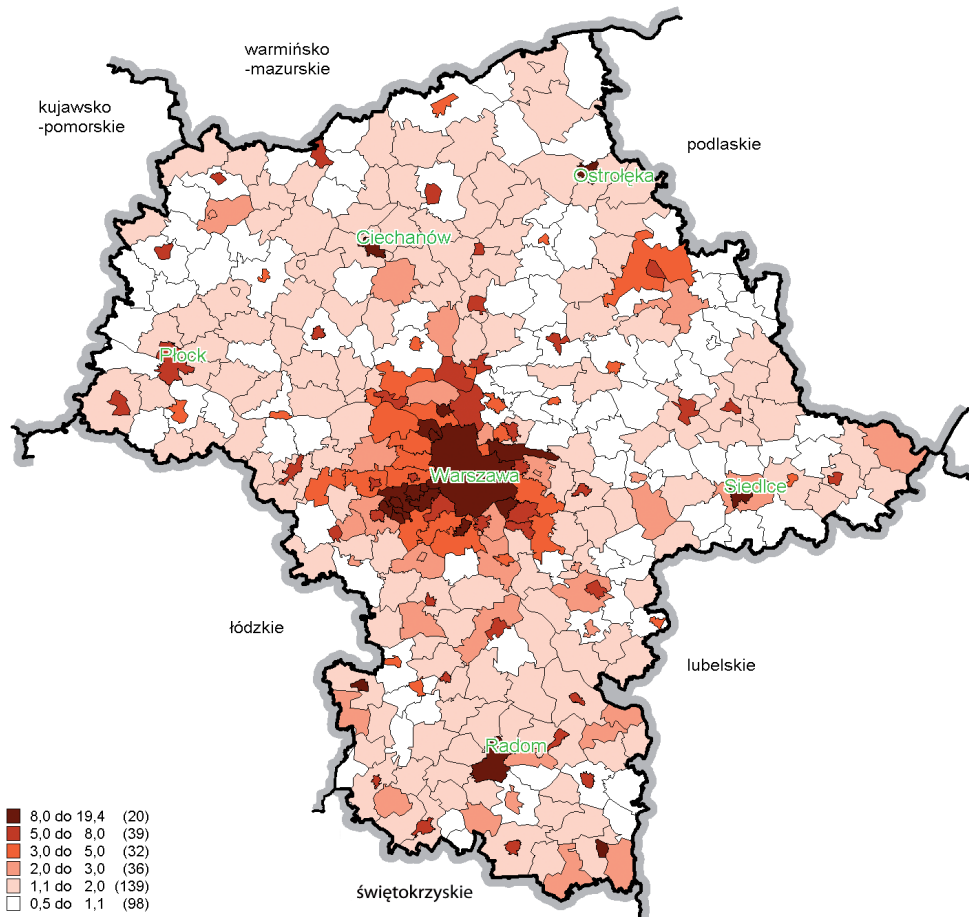 warmińsko
-mazurskie
kujawsko
-pomorskie
podlaskie
Ostrołęka
Ciechanów
Płock
Warszawa
Siedlce
łódzkie
lubelskie
Radom
8,0 do 19,4 (20)
5,0 do 8,0 (39)
3,0 do 5,0 (32)
2,0 do 3,0 (36)
1,1 do 2,0 (139)
0,5 do 1,1 (98)
świętokrzyskie